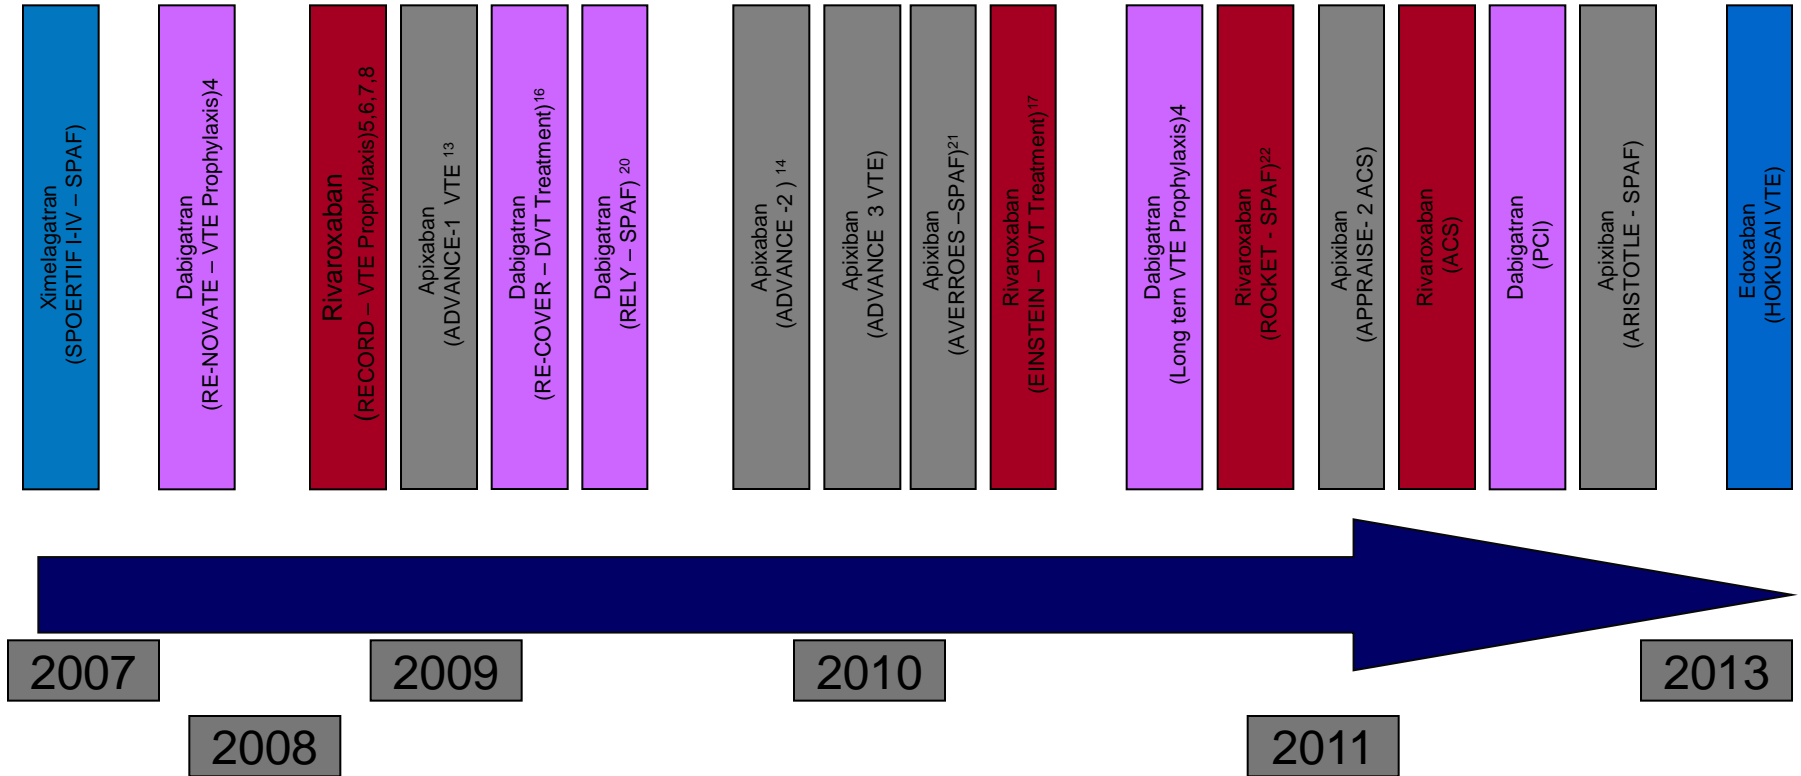 Ximelagatran
(SPOERTIF I-IV – SPAF)
Dabigatran
(RE-NOVATE – VTE Prophylaxis)4
Rivaroxaban
(RECORD – VTE Prophylaxis)5,6,7,8
Apixiban
(ADVANCE-1 VTE 13
Dabigatran
(RE-COVER – DVT Treatment)16
Dabigatran
(RELY – SPAF) 20
Apixaban
(ADVANCE -2 ) 14
Apixiban
(ADVANCE 3 VTE)
Apixiban
(AVERROES –SPAF)21
Rivaroxaban
(EINSTEIN – DVT Treatment)17
Dabigatran
(Long tern VTE Prophylaxis)4
Rivaroxaban
(ROCKET - SPAF)22
Apixiban
(APPRAISE- 2 ACS)
Rivaroxaban
(ACS)
Dabigatran
(PCI)
Apixiban
(ARISTOTLE - SPAF)
Edoxaban
(HOKUSAI VTE)
2007
2008
2009
2010
2011
2013